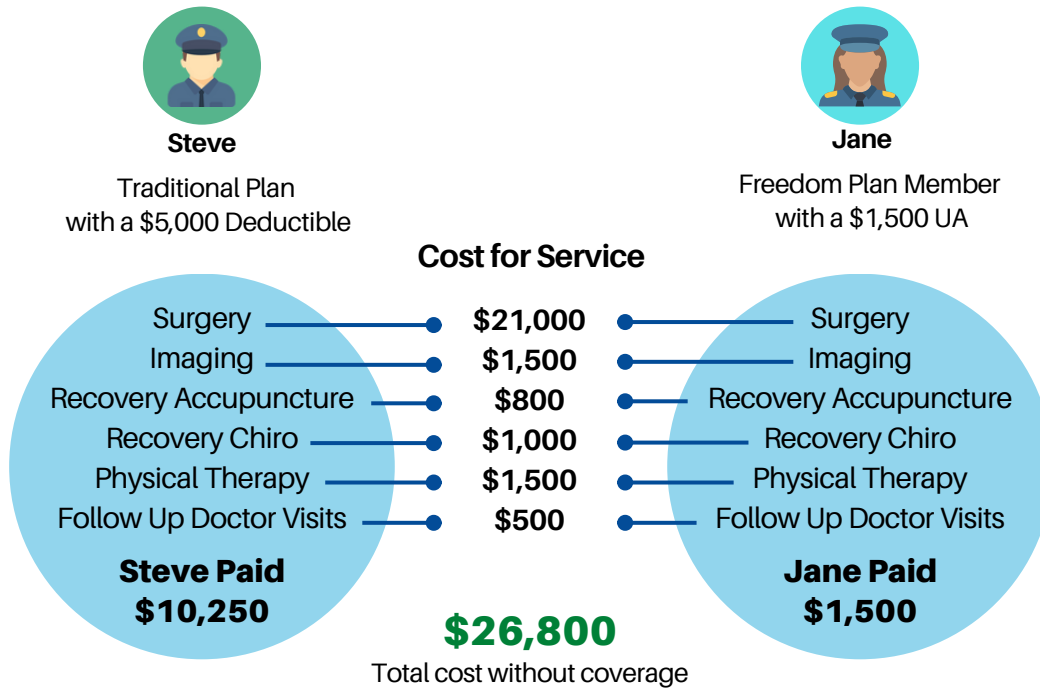 Steve
Traditional Plan
with a $5,000 Deductible
Jane
Freedom Plan Member
with a $1,500 UA
Cost for Service
Surgery $21,000 Surgery
Imaging $1,500 Imaging
Recovery Accupuncture $800 Recovery Accupuncture
Recovery Chiro $1,000 Recovery Chiro
Physical Therapy $1,500 Physical Therapy
Follow Up Doctor Visits $500 Follow Up Doctor Visits
Steve Paid
$10,250
Jane Paid
$1,500
$26,800
Total cost without coverage